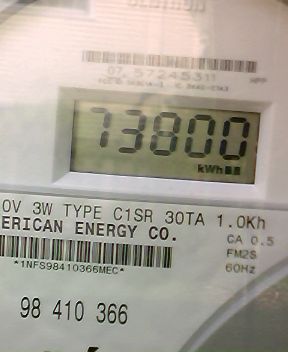 07 57245311
73800
kWh
0V 3W TYPE C1SR 30TA 1.0Kh
ERICAN ENERGY CO.
CA 0.5
FM2S
60Hz
*1NFS98410366MEC*
98 410 366